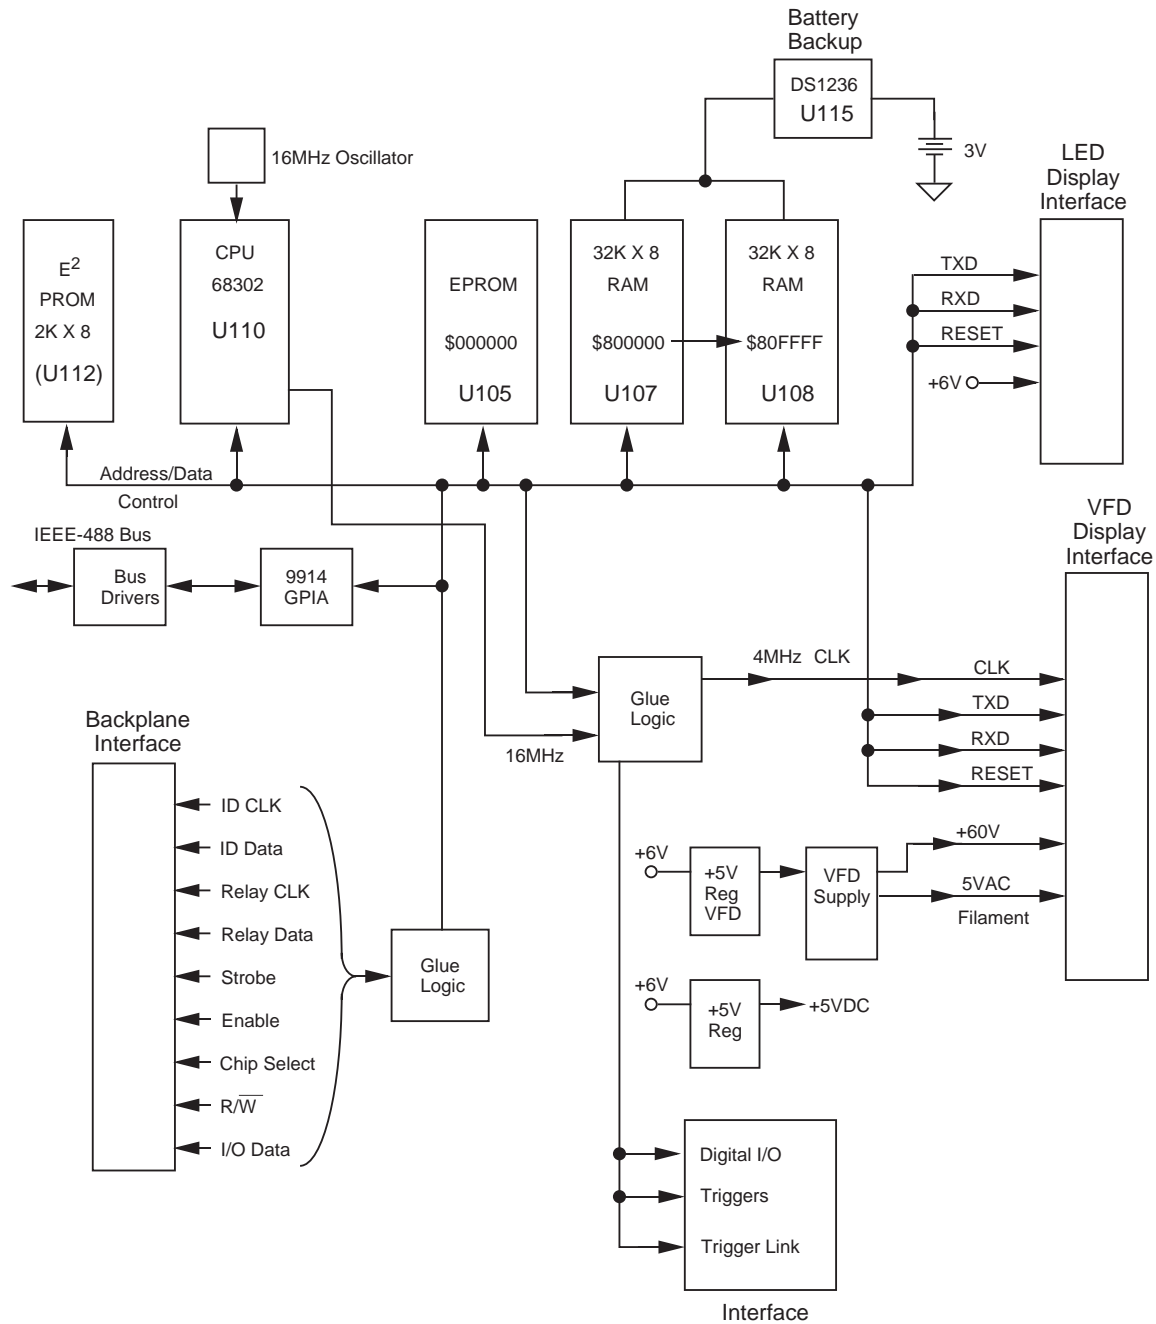 Battery
Backup
DS1236
U115
3V
16MHz Oscillator
LED
Display
Interface
E2
PROM
2K X 8
(U112)
CPU
68302
U110
EPROM
$000000
U105
32K X 8
RAM
$800000
U107
32K X 8
RAM
$80FFFF
U108
TXD
RXD
RESET
+6V
Address/Data
Control
IEEE-488 Bus
Bus
Drivers
9914
GPIA
VFD
Display
Interface
Glue
Logic
16MHz
4MHz CLK
CLK
TXD
RXD
RESET
+60V
5VAC
Filament
+6V
+5V
Reg
VFD
VFD
Supply
+6V
+5V
Reg
+5VDC
Backplane
Interface
ID CLK
ID Data
Relay CLK
Relay Data
Strobe
Enable
Chip Select
R/W̅
I/O Data
Glue
Logic
Digital I/O
Triggers
Trigger Link
Interface